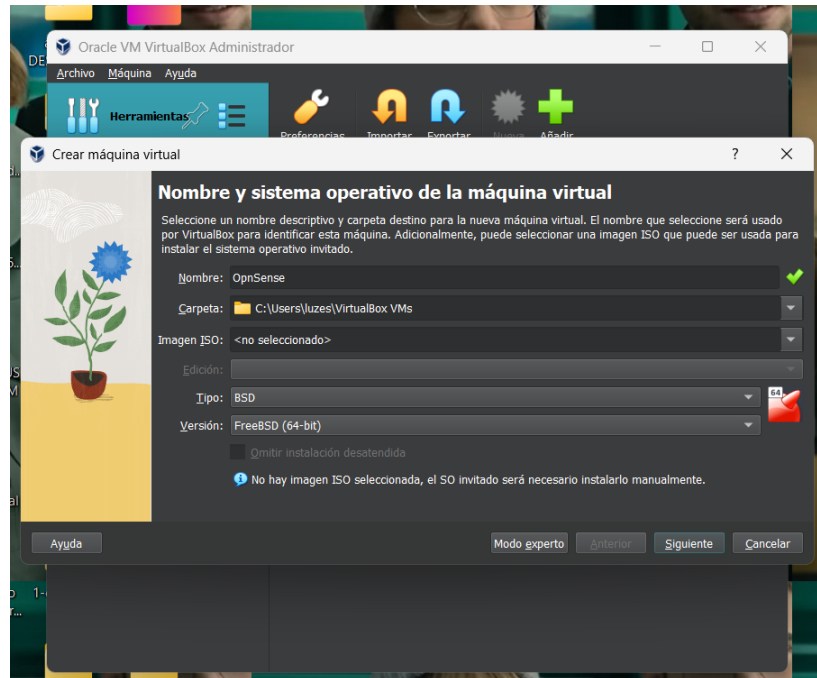 Oracle VM VirtualBox Administrador
Archivo Máquina Ayuda
Herramientas
Preferencias Importar Exportar Nueva Añadir
Crear máquina virtual
Nombre y sistema operativo de la máquina virtual
Seleccione un nombre descriptivo y carpeta destino para la nueva máquina virtual. El nombre que seleccione será usado
por VirtualBox para identificar esta máquina. Adicionalmente, puede seleccionar una imagen ISO que puede ser usada para
instalar el sistema operativo invitado.
Nombre: OpnSense
Carpeta: C:\Users\luzes\VirtualBox VMs
Imagen ISO: <no seleccionado>
Edición:
Tipo: BSD
64
Versión: FreeBSD (64-bit)
Omitir instalación desatendida
No hay imagen ISO seleccionada, el SO invitado será necesario instalarlo manualmente.
Ayuda Modo experto Anterior Siguiente Cancelar